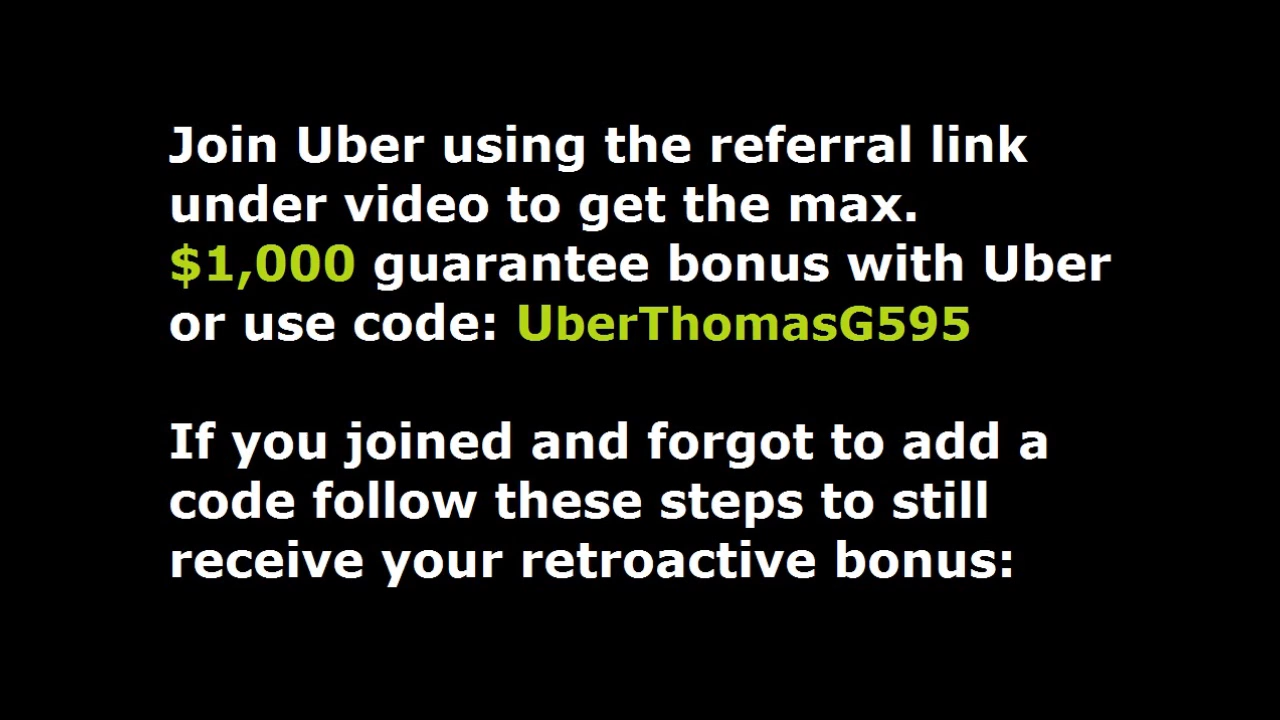 Join Uber using the referral link
under video to get the max.
$1,000 guarantee bonus with Uber
or use code: UberThomasG595
If you joined and forgot to add a
code follow these steps to still
receive your retroactive bonus: